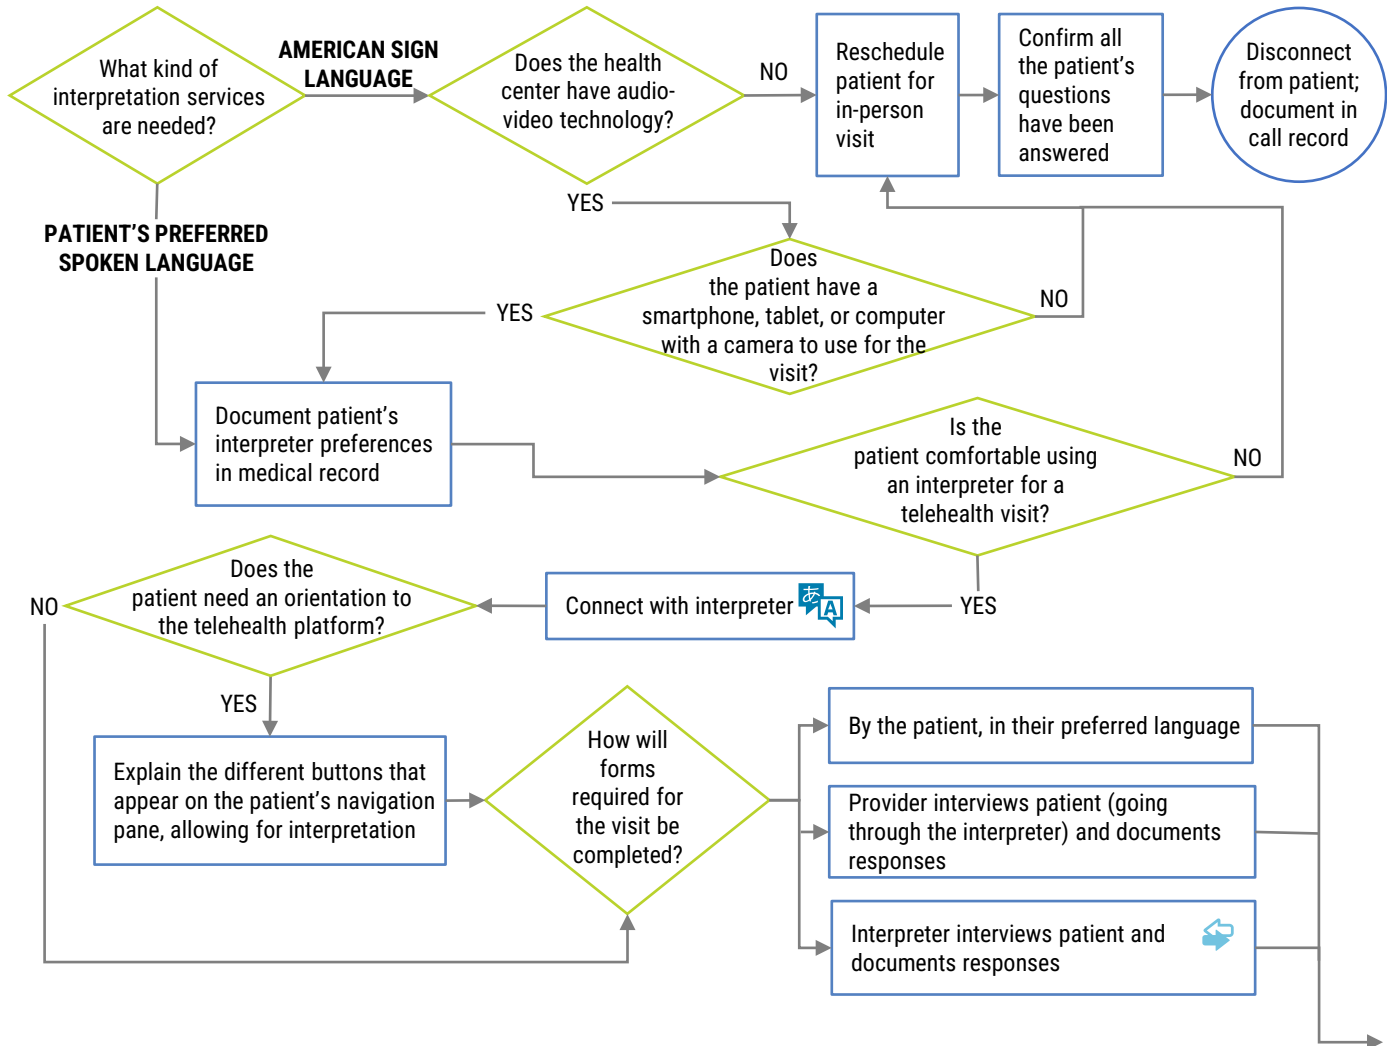 What kind of
interpretation services
are needed?
AMERICAN SIGN
LANGUAGE
Does the health
center have audio-
video technology?
NO
Reschedule
patient for
in-person
visit
Confirm all
the patient’s
questions
have been
answered
Disconnect
from patient;
document in
call record
YES
PATIENT’S PREFERRED
SPOKEN LANGUAGE
Does
the patient have a
smartphone, tablet, or computer
with a camera to use for the
visit?
NO
YES
Document patient’s
interpreter preferences
in medical record
Is the
patient comfortable using
an interpreter for a
telehealth visit?
NO
YES
Connect with interpreter
あ
A
Does the
patient need an orientation to
the telehealth platform?
NO
YES
Explain the different buttons that
appear on the patient’s navigation
pane, allowing for interpretation
How will
forms
required for
the visit be
completed?
By the patient, in their preferred language
Provider interviews patient (going
through the interpreter) and documents
responses
Interpreter interviews patient and
documents responses